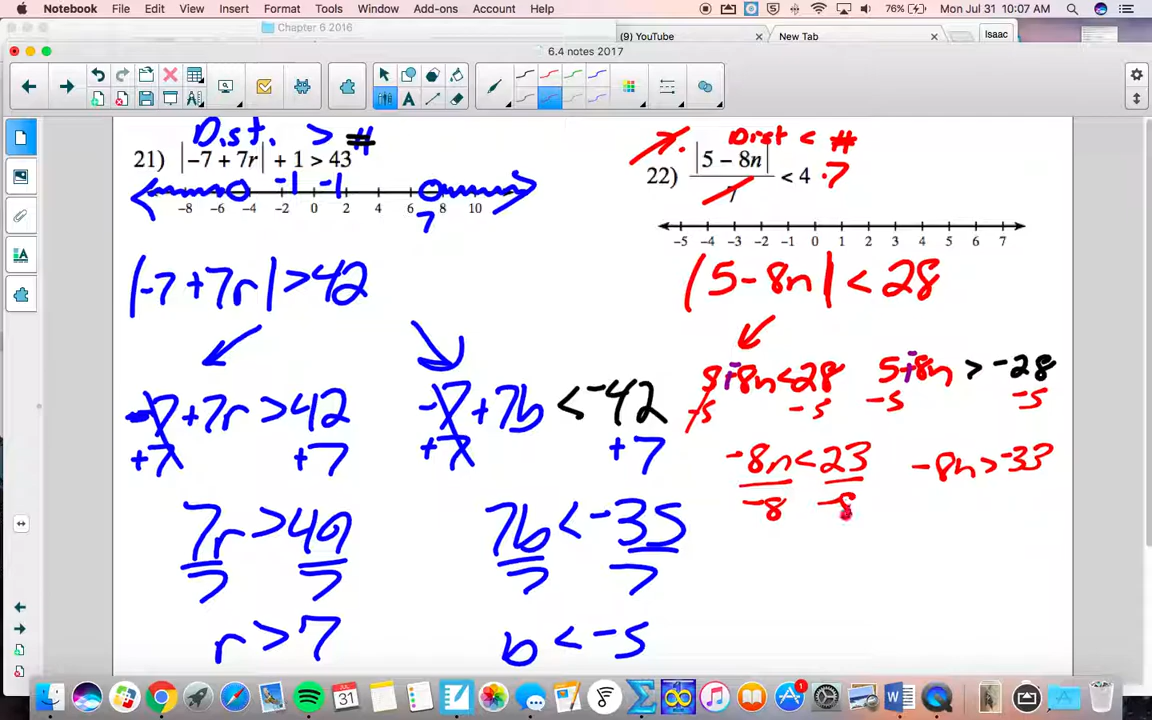 Notebook File Edit View Insert Format Tools Window Add-ons Account Help 76% Mon Jul 31 10:07 AM
Chapter 6 2016 (9) YouTube New Tab Isaac
6.4 notes 2017
Dist. > #
21) |−7 + 7r| + 1 > 43
-1 -1
-8 -6 -4 -2 0 2 4 6 8 10
7
|-7 + 7r| > 42
-7 + 7r > 42
+7 +7
7r > 49
7 7
r > 7
-7 + 7b < -42
+7 +7
7b < -35
7 7
b < -5
7. Dist < #
22) |5 − 8n| / 7 < 4 · 7
-5 -4 -3 -2 -1 0 1 2 3 4 5 6 7
|5 - 8n| < 28
5 + -8n < 28
-5 -5
-8n < 23
-8 -8
5 + -8n > -28
-5 -5
-8n > -33